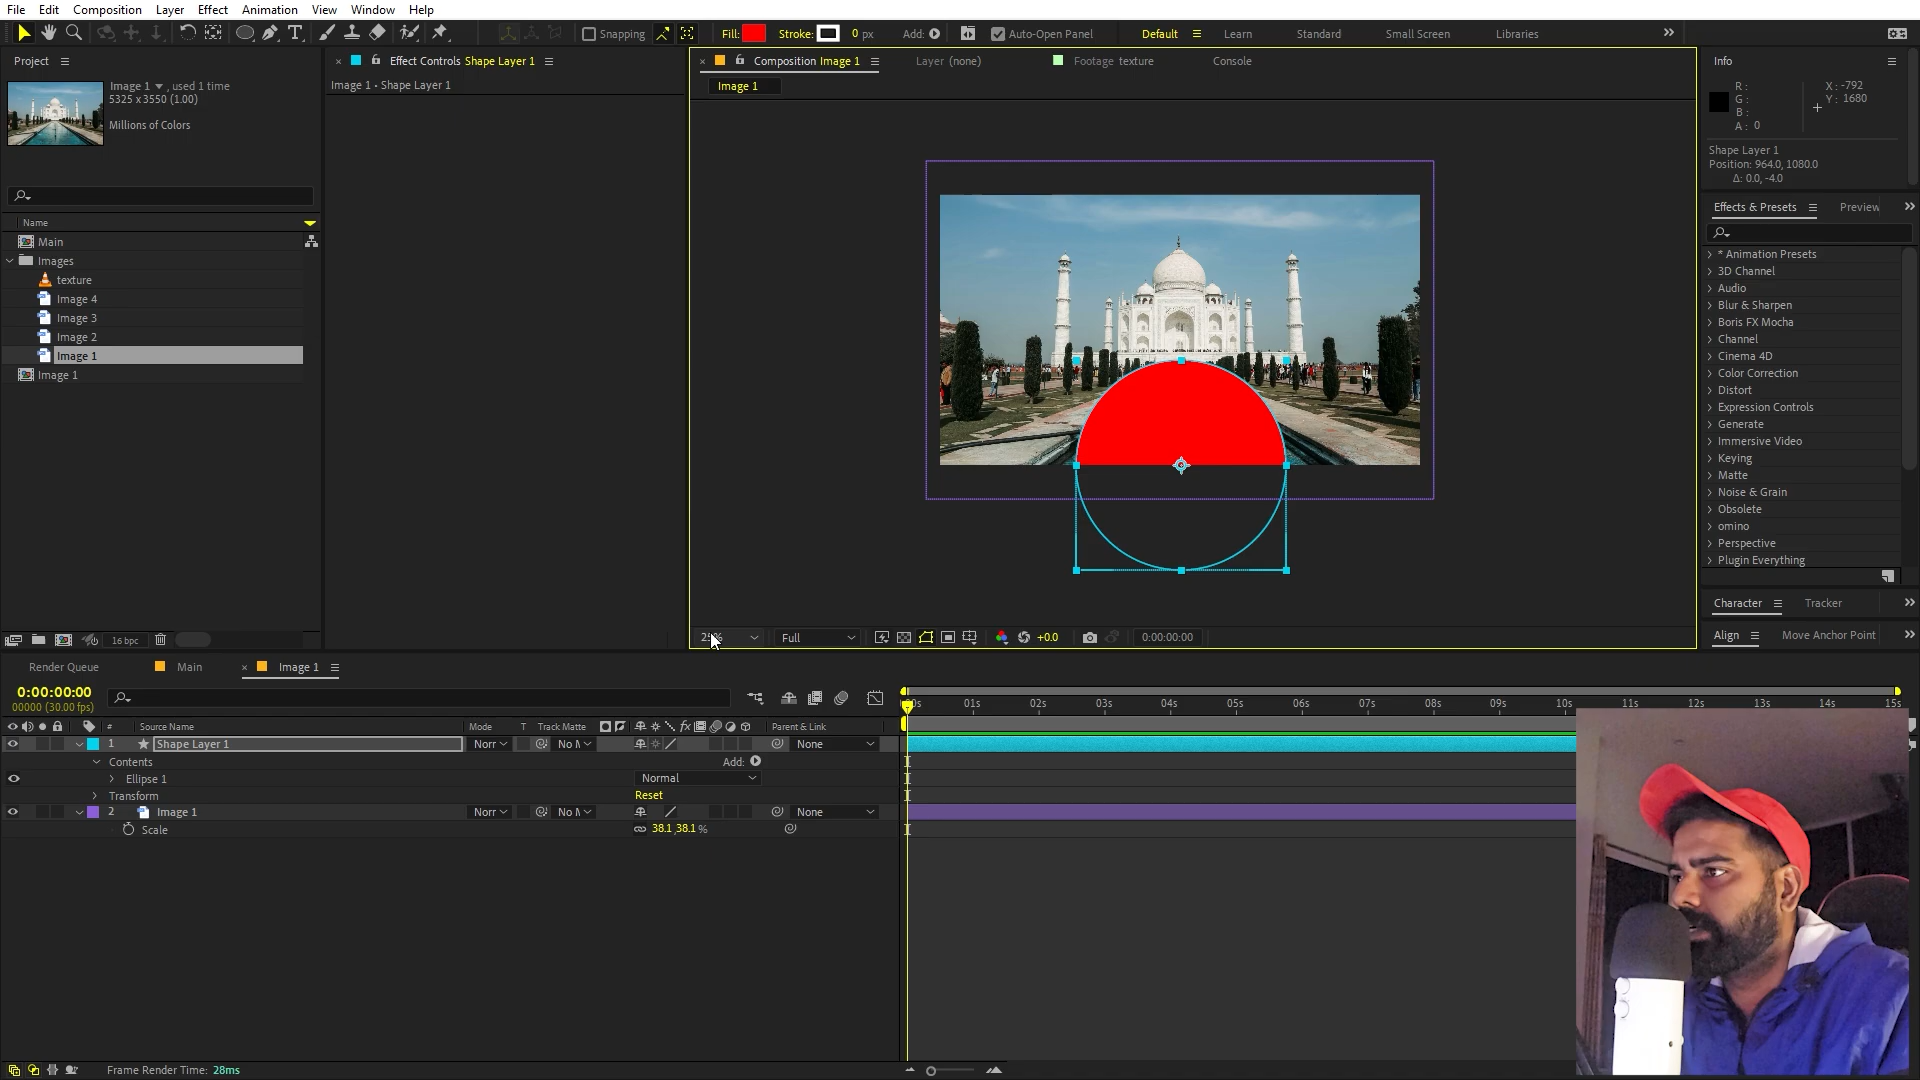 File Edit Composition Layer Effect Animation View Window Help
Snapping Fill: Stroke: 0 px Add: Auto-Open Panel Default Learn Standard Small Screen Libraries
Project Effect Controls Shape Layer 1 Composition Image 1 Layer (none) Footage texture Console Info
Image 1 , used 1 time
5325 x 3550 (1.00)
Millions of Colors
Image 1 • Shape Layer 1
Image 1
R :
G :
B :
A : 0
X : -792
Y : 1680
Shape Layer 1
Position: 964.0, 1080.0
Δ: 0.0, -4.0
Effects & Presets Preview
Name
Main
Images
texture
Image 4
Image 3
Image 2
Image 1
Image 1
* Animation Presets
3D Channel
Audio
Blur & Sharpen
Boris FX Mocha
Channel
Cinema 4D
Color Correction
Distort
Expression Controls
Generate
Immersive Video
Keying
Matte
Noise & Grain
Obsolete
omino
Perspective
Plugin Everything
Character Tracker
Align Move Anchor Point
16 bpc
Full +0.0 0:00:00:00
Render Queue Main Image 1
0:00:00:00
00000 (30.00 fps)
01s 02s 03s 04s 05s 06s 07s 08s 09s 10s 11s 12s 13s 14s 15s
# Source Name Mode T Track Matte Parent & Link
1 Shape Layer 1 Norr No None
Contents Add:
Ellipse 1 Normal
Transform Reset
2 Image 1 Norr No None
Scale 38.1,38.1 %
Frame Render Time: 28ms